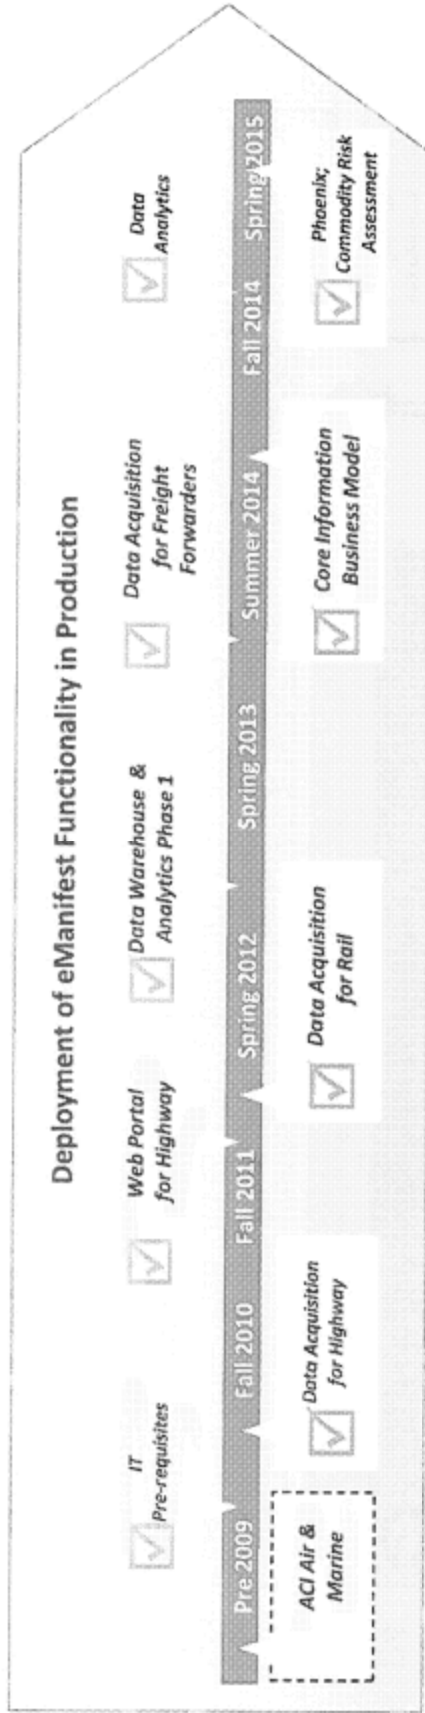 Deployment of eManifest Functionality in Production
IT
Pre-requisites
Web Portal
for Highway
Data Warehouse &
Analytics Phase 1
Data Acquisition
for Freight
Forwarders
Data
Analytics
Pre 2009
Fall 2010
Fall 2011
Spring 2012
Spring 2013
Summer 2014
Fall 2014
Spring 2015
ACI Air &
Marine
Data Acquisition
for Highway
Data Acquisition
for Rail
Core Information
Business Model
Phoenix;
Commodity Risk
Assessment